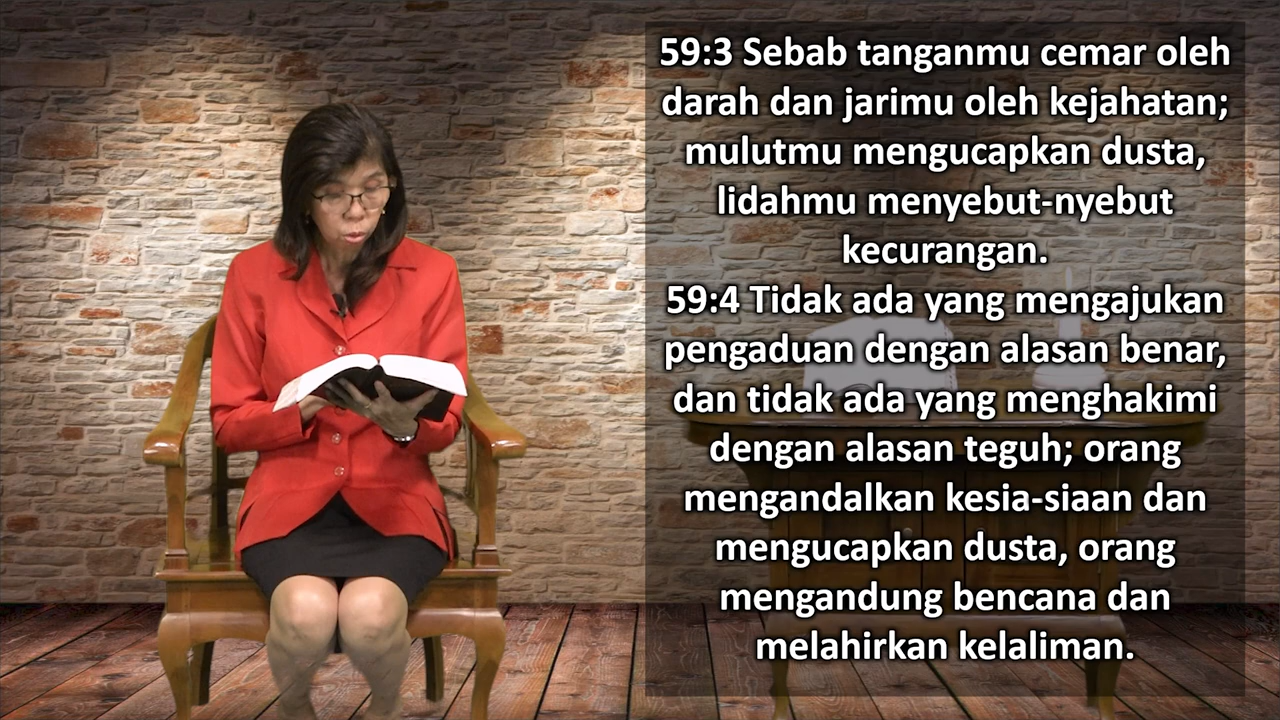 59:3 Sebab tanganmu cemar oleh
darah dan jarimu oleh kejahatan;
mulutmu mengucapkan dusta,
lidahmu menyebut-nyebut
kecurangan.
59:4 Tidak ada yang mengajukan
pengaduan dengan alasan benar,
dan tidak ada yang menghakimi
dengan alasan teguh; orang
mengandalkan kesia-siaan dan
mengucapkan dusta, orang
mengandung bencana dan
melahirkan kelaliman.